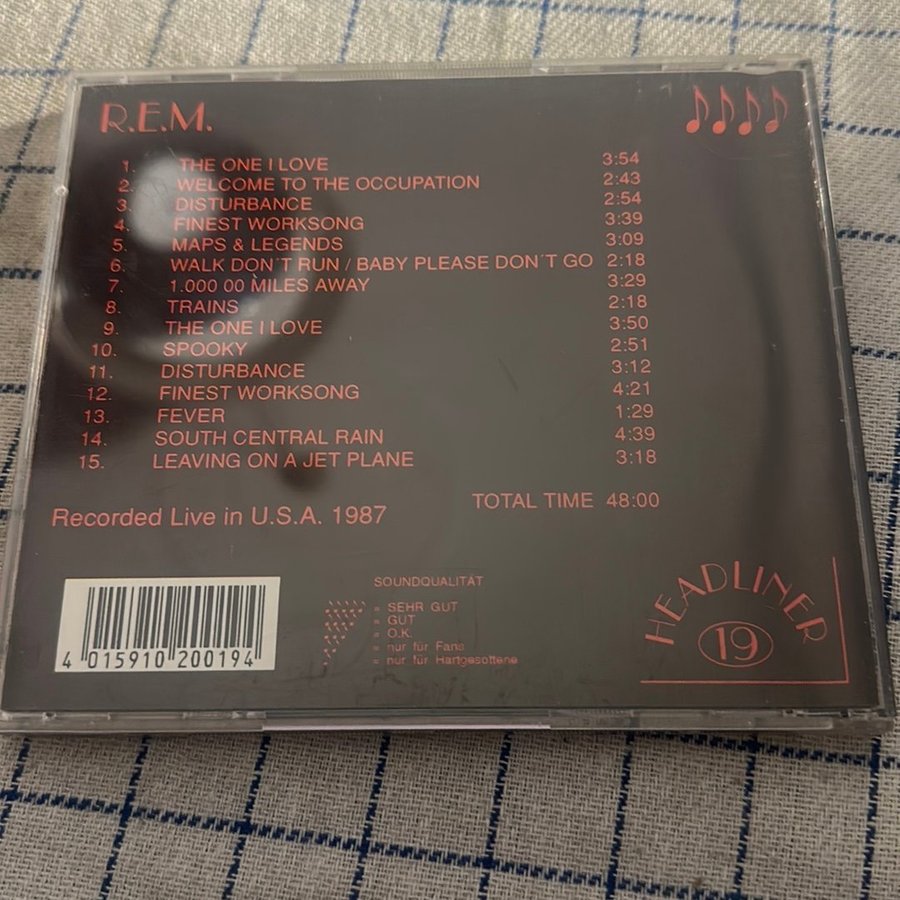 R.E.M.
1. THE ONE I LOVE 3:54
2. WELCOME TO THE OCCUPATION 2:43
3. DISTURBANCE 2:54
4. FINEST WORKSONG 3:39
5. MAPS & LEGENDS 3:09
6. WALK DON´T RUN / BABY PLEASE DON´T GO 2:18
7. 1.000 00 MILES AWAY 3:29
8. TRAINS 2:18
9. THE ONE I LOVE 3:50
10. SPOOKY 2:51
11. DISTURBANCE 3:12
12. FINEST WORKSONG 4:21
13. FEVER 1:29
14. SOUTH CENTRAL RAIN 4:39
15. LEAVING ON A JET PLANE 3:18
TOTAL TIME 48:00
Recorded Live in U.S.A. 1987
SOUNDQUALITÄT
= SEHR GUT
= GUT
= O.K.
= nur für Fans
= nur für Hartgesottene
4 015910 200194
HEADLINER
19